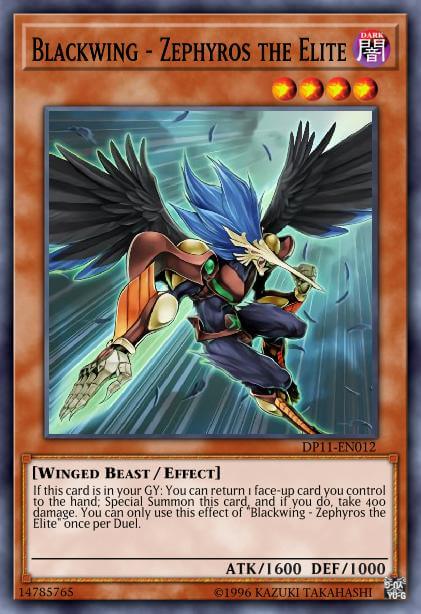 BLACKWING - ZEPHYROS THE ELITE
DARK
闇
DP11-EN012
[WINGED BEAST / EFFECT]
If this card is in your GY: You can return 1 face-up card you control
to the hand; Special Summon this card, and if you do, take 400
damage. You can only use this effect of "Blackwing - Zephyros the
Elite" once per Duel.
ATK/1600 DEF/1000
14785765
©1996 KAZUKI TAKAHASHI